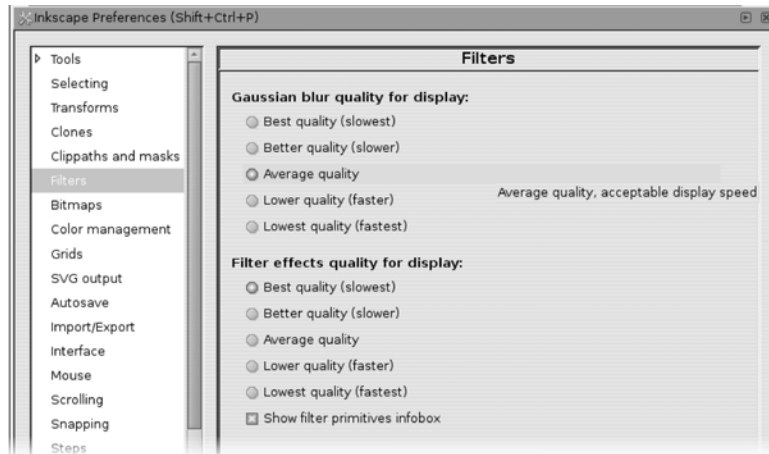 Inkscape Preferences (Shift+Ctrl+P)
Tools
Selecting
Transforms
Clones
Clippaths and masks
Filters
Bitmaps
Color management
Grids
SVG output
Autosave
Import/Export
Interface
Mouse
Scrolling
Snapping
Steps
Filters
Gaussian blur quality for display:
Best quality (slowest)
Better quality (slower)
Average quality
Average quality, acceptable display speed
Lower quality (faster)
Lowest quality (fastest)
Filter effects quality for display:
Best quality (slowest)
Better quality (slower)
Average quality
Lower quality (faster)
Lowest quality (fastest)
Show filter primitives infobox